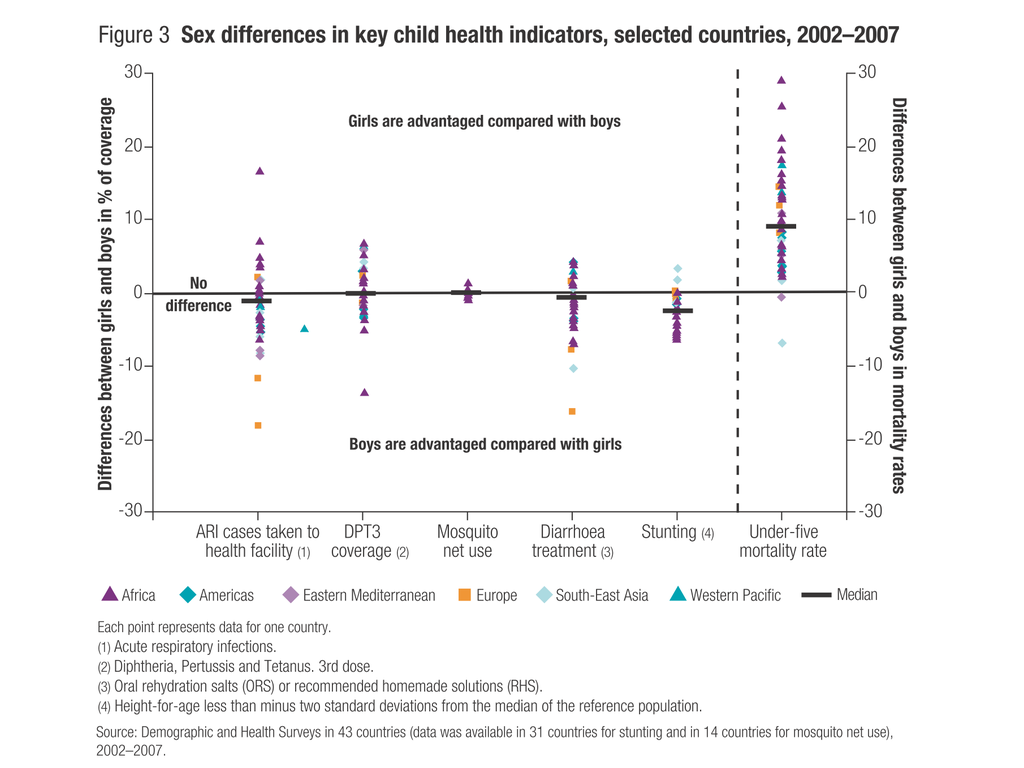 Figure 3 Sex differences in key child health indicators, selected countries, 2002–2007
Differences between girls and boys in % of coverage
30
20
10
0
-10
-20
-30
Girls are advantaged compared with boys
No
difference
Boys are advantaged compared with girls
30
20
10
0
-10
-20
-30
Differences between girls and boys in mortality rates
ARI cases taken to
health facility (1)
DPT3
coverage (2)
Mosquito
net use
Diarrhoea
treatment (3)
Stunting (4)
Under-five
mortality rate
Africa Americas Eastern Mediterranean Europe South-East Asia Western Pacific Median
Each point represents data for one country.
(1) Acute respiratory infections.
(2) Diphtheria, Pertussis and Tetanus. 3rd dose.
(3) Oral rehydration salts (ORS) or recommended homemade solutions (RHS).
(4) Height-for-age less than minus two standard deviations from the median of the reference population.
Source: Demographic and Health Surveys in 43 countries (data was available in 31 countries for stunting and in 14 countries for mosquito net use),
2002–2007.